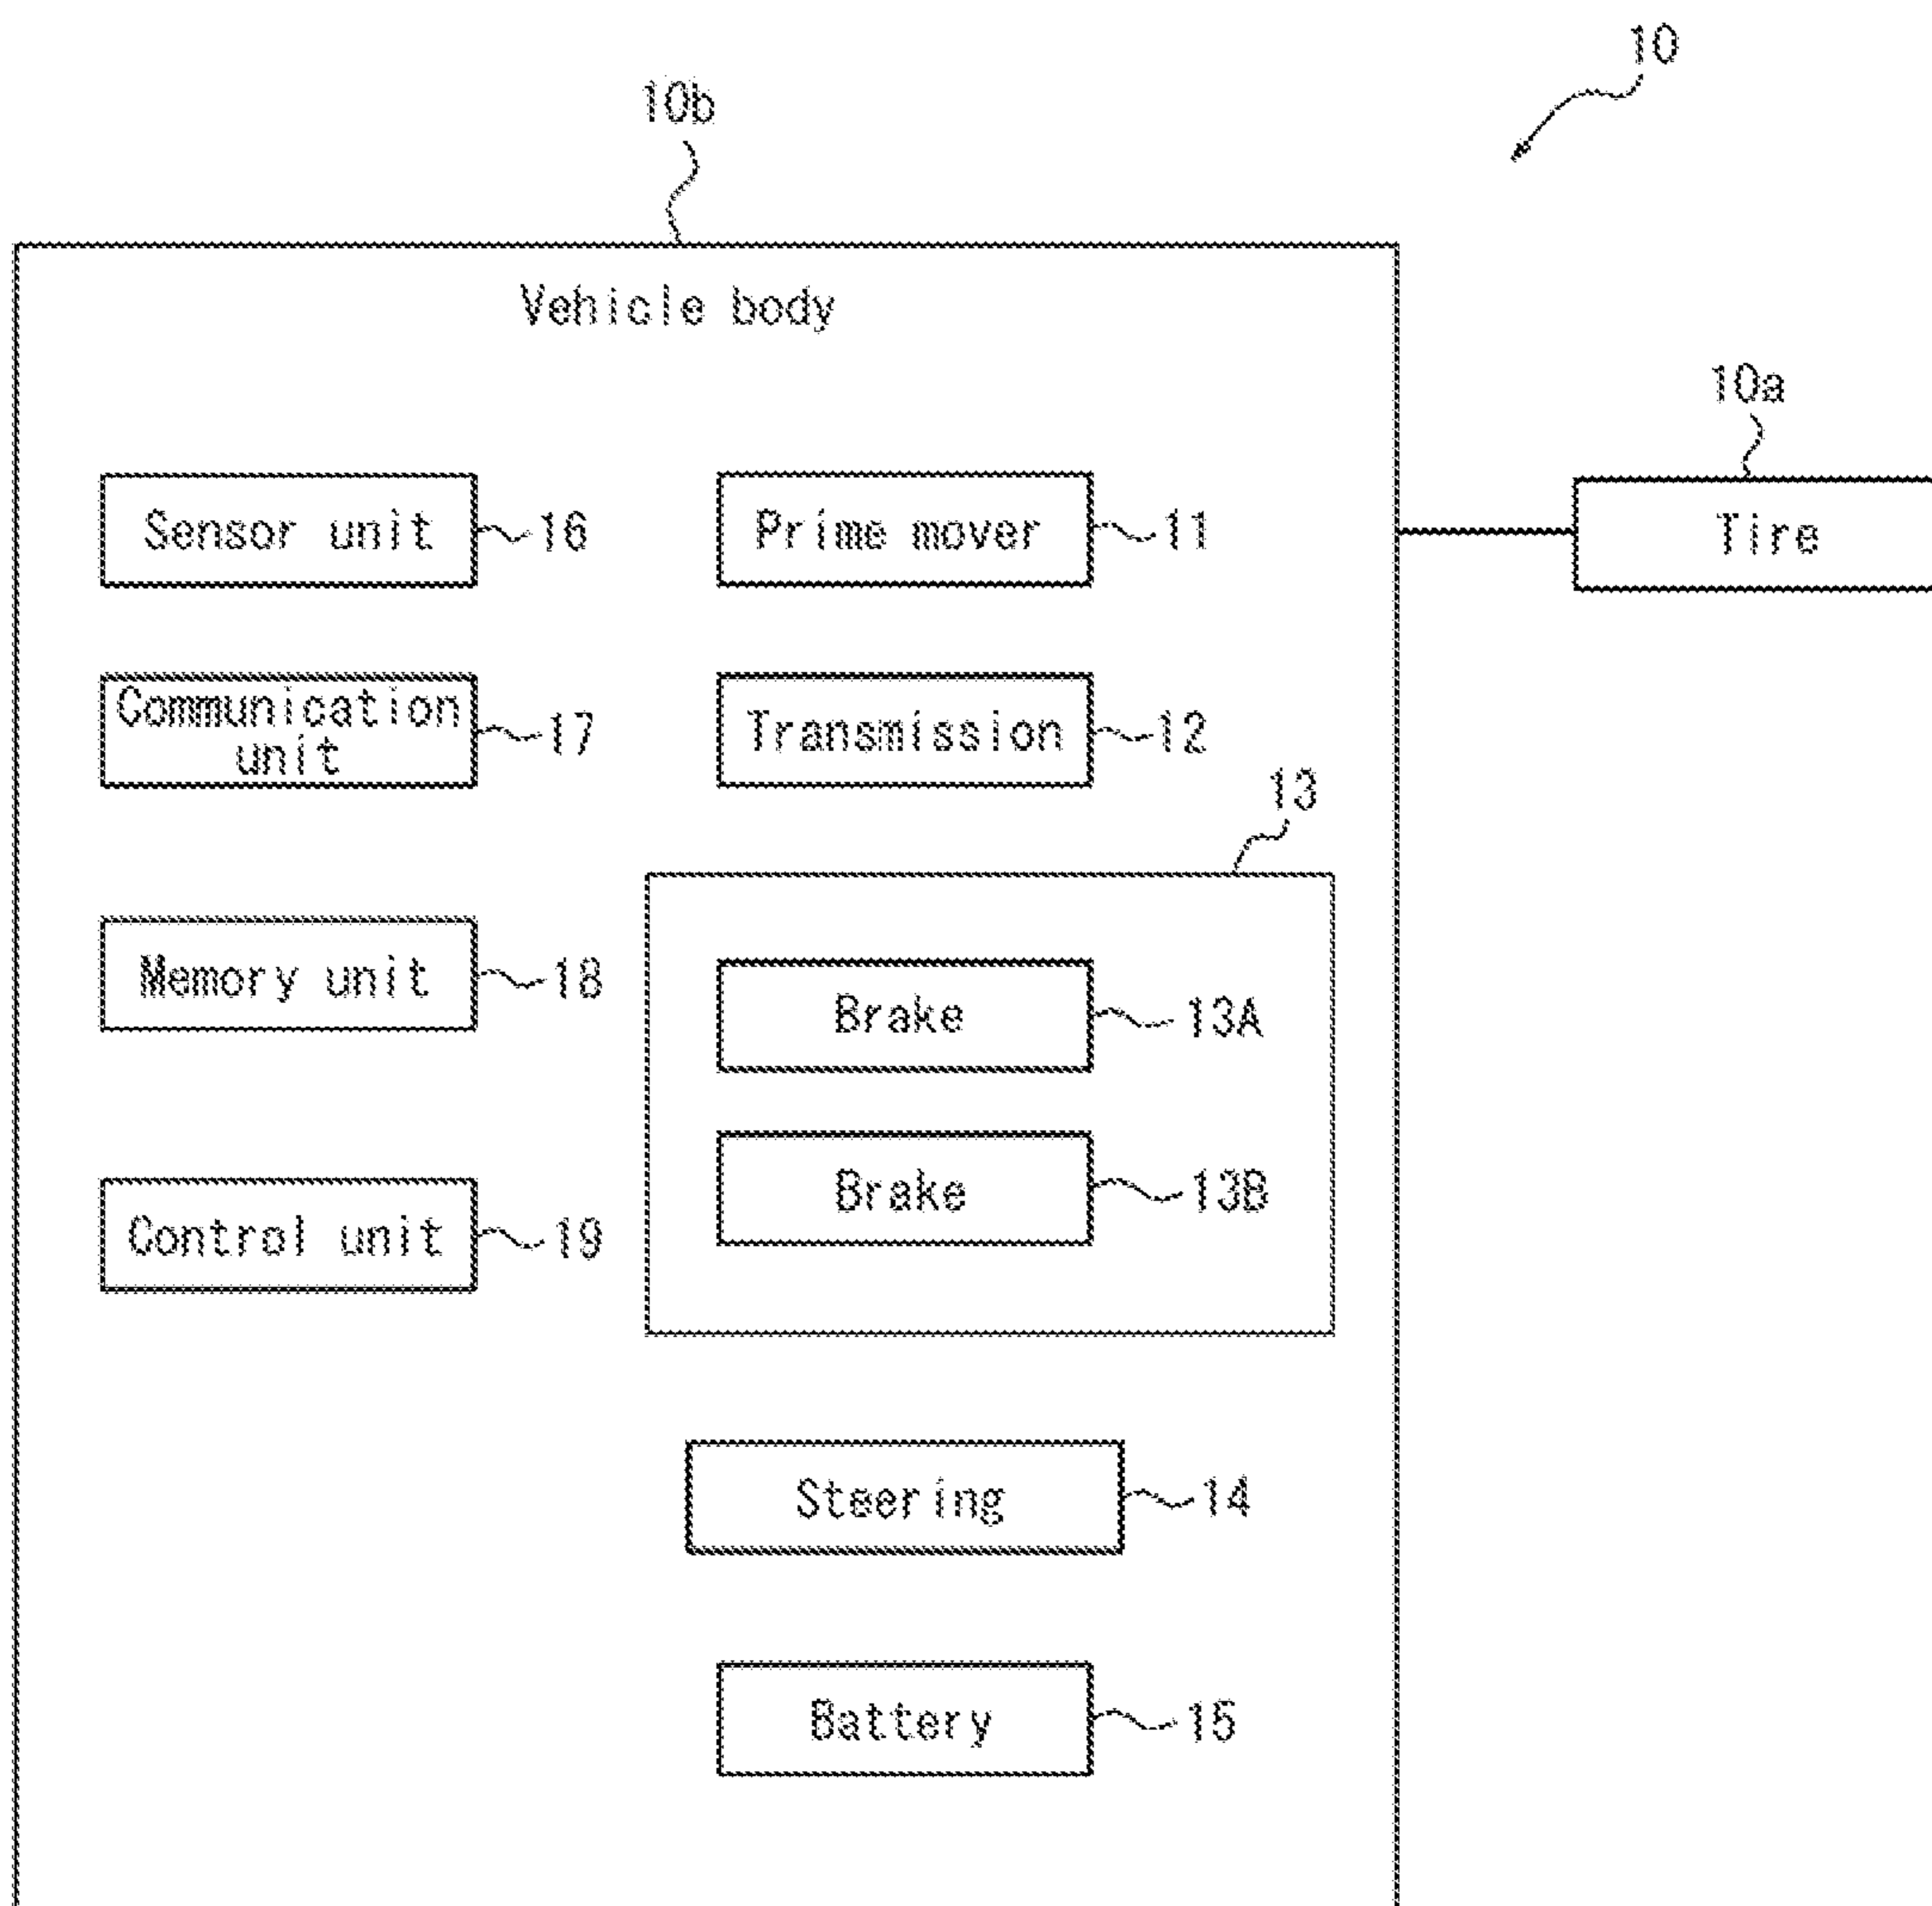 10
10b
Vehicle body
10a
Tire
Sensor unit
16
Prime mover
11
Communication
unit
17
Transmission
12
13
Memory unit
18
Brake
13A
Brake
13B
Control unit
19
Steering
14
Battery
15